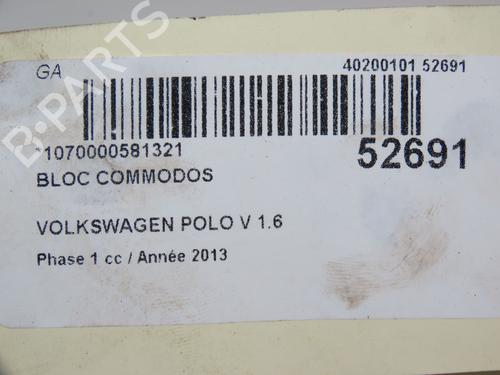 GA
40200101 52691
*1070000581321
52691
BLOC COMMODOS
VOLKSWAGEN POLO V 1.6
Phase 1 cc / Année 2013
B-PARTS